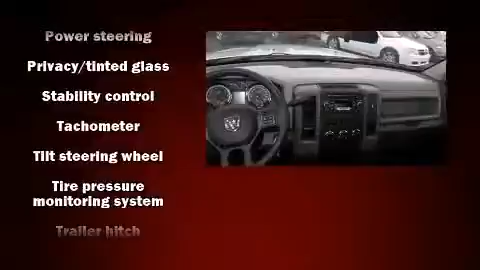 Power steering
Privacy/tinted glass
Stability control
Tachometer
Tilt steering wheel
Tire pressure
monitoring system
Trailer hitch